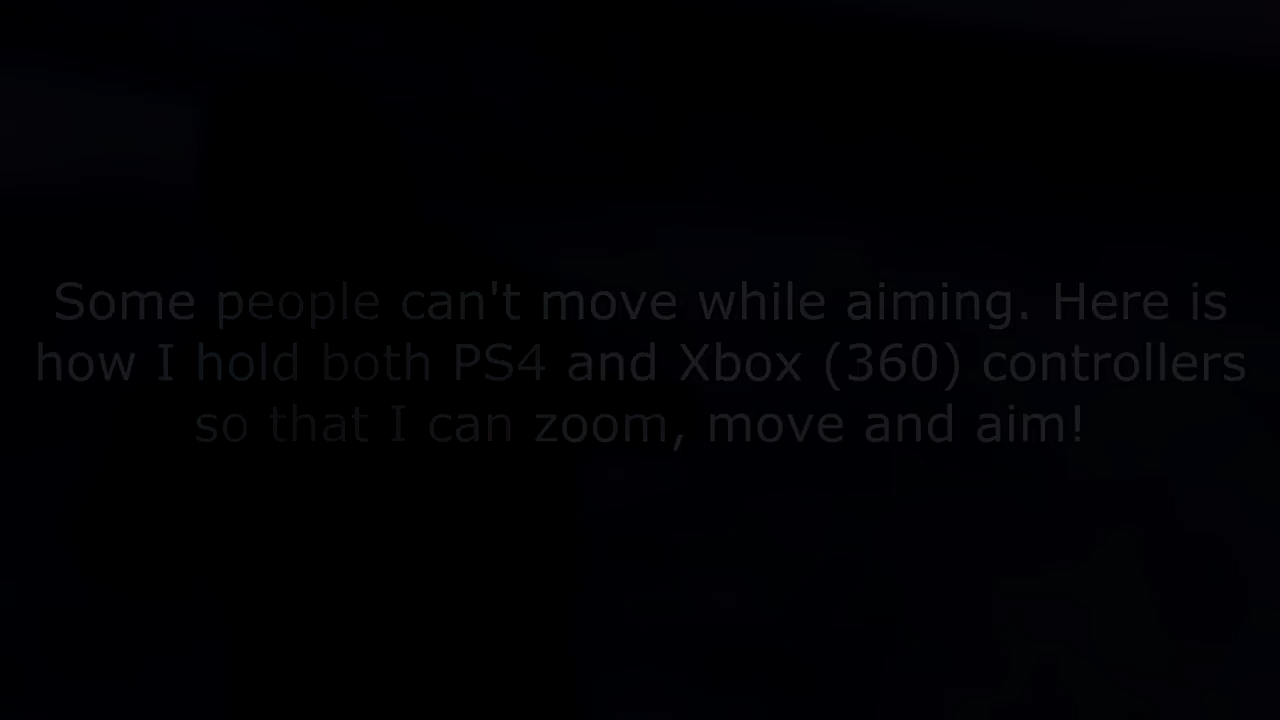 Some people can't move while aiming. Here is
how I hold both PS4 and Xbox (360) controllers
so that I can zoom, move and aim!